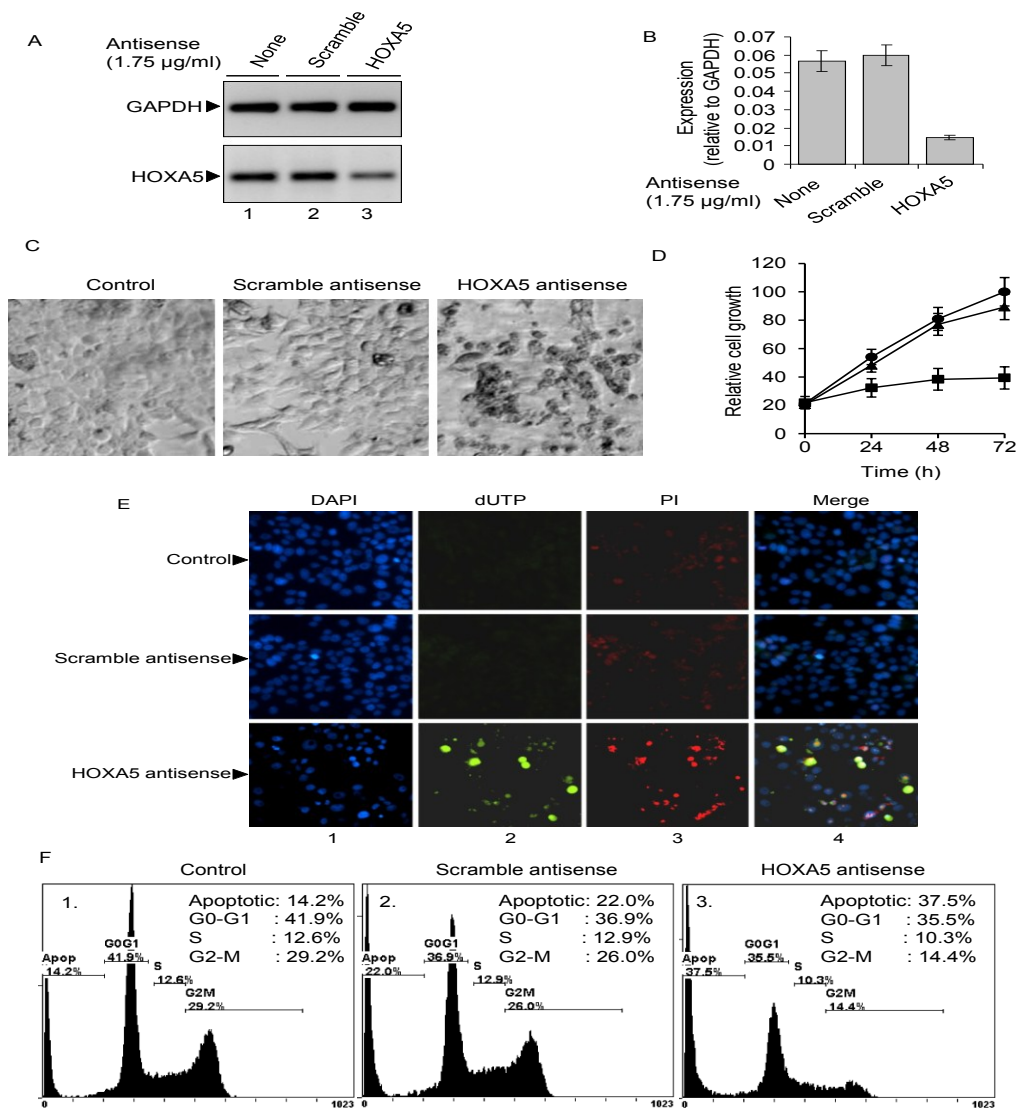 A
Antisense
(1.75 µg/ml)
None
Scramble
HOXA5
GAPDH
HOXA5
1 2 3
B
Expression
(relative to GAPDH)
0.07
0.06
0.05
0.04
0.03
0.02
0.01
0
Antisense
(1.75 µg/ml)
None
Scramble
HOXA5
C
Control
Scramble antisense
HOXA5 antisense
D
Relative cell growth
120
100
80
60
40
20
0
0 24 48 72
Time (h)
E
DAPI dUTP PI Merge
Control
Scramble antisense
HOXA5 antisense
1 2 3 4
F
Control
1.
Apoptotic: 14.2%
G0-G1 : 41.9%
S : 12.6%
G2-M : 29.2%
Apop
14.2%
G0G1
41.9%
S
12.6%
G2M
29.2%
0 1023
Scramble antisense
2.
Apoptotic: 22.0%
G0-G1 : 36.9%
S : 12.9%
G2-M : 26.0%
Apop
22.0%
G0G1
36.9%
S
12.9%
G2M
26.0%
0 1023
HOXA5 antisense
3.
Apoptotic: 37.5%
G0-G1 : 35.5%
S : 10.3%
G2-M : 14.4%
Apop
37.5%
G0G1
35.5%
S
10.3%
G2M
14.4%
0 1023